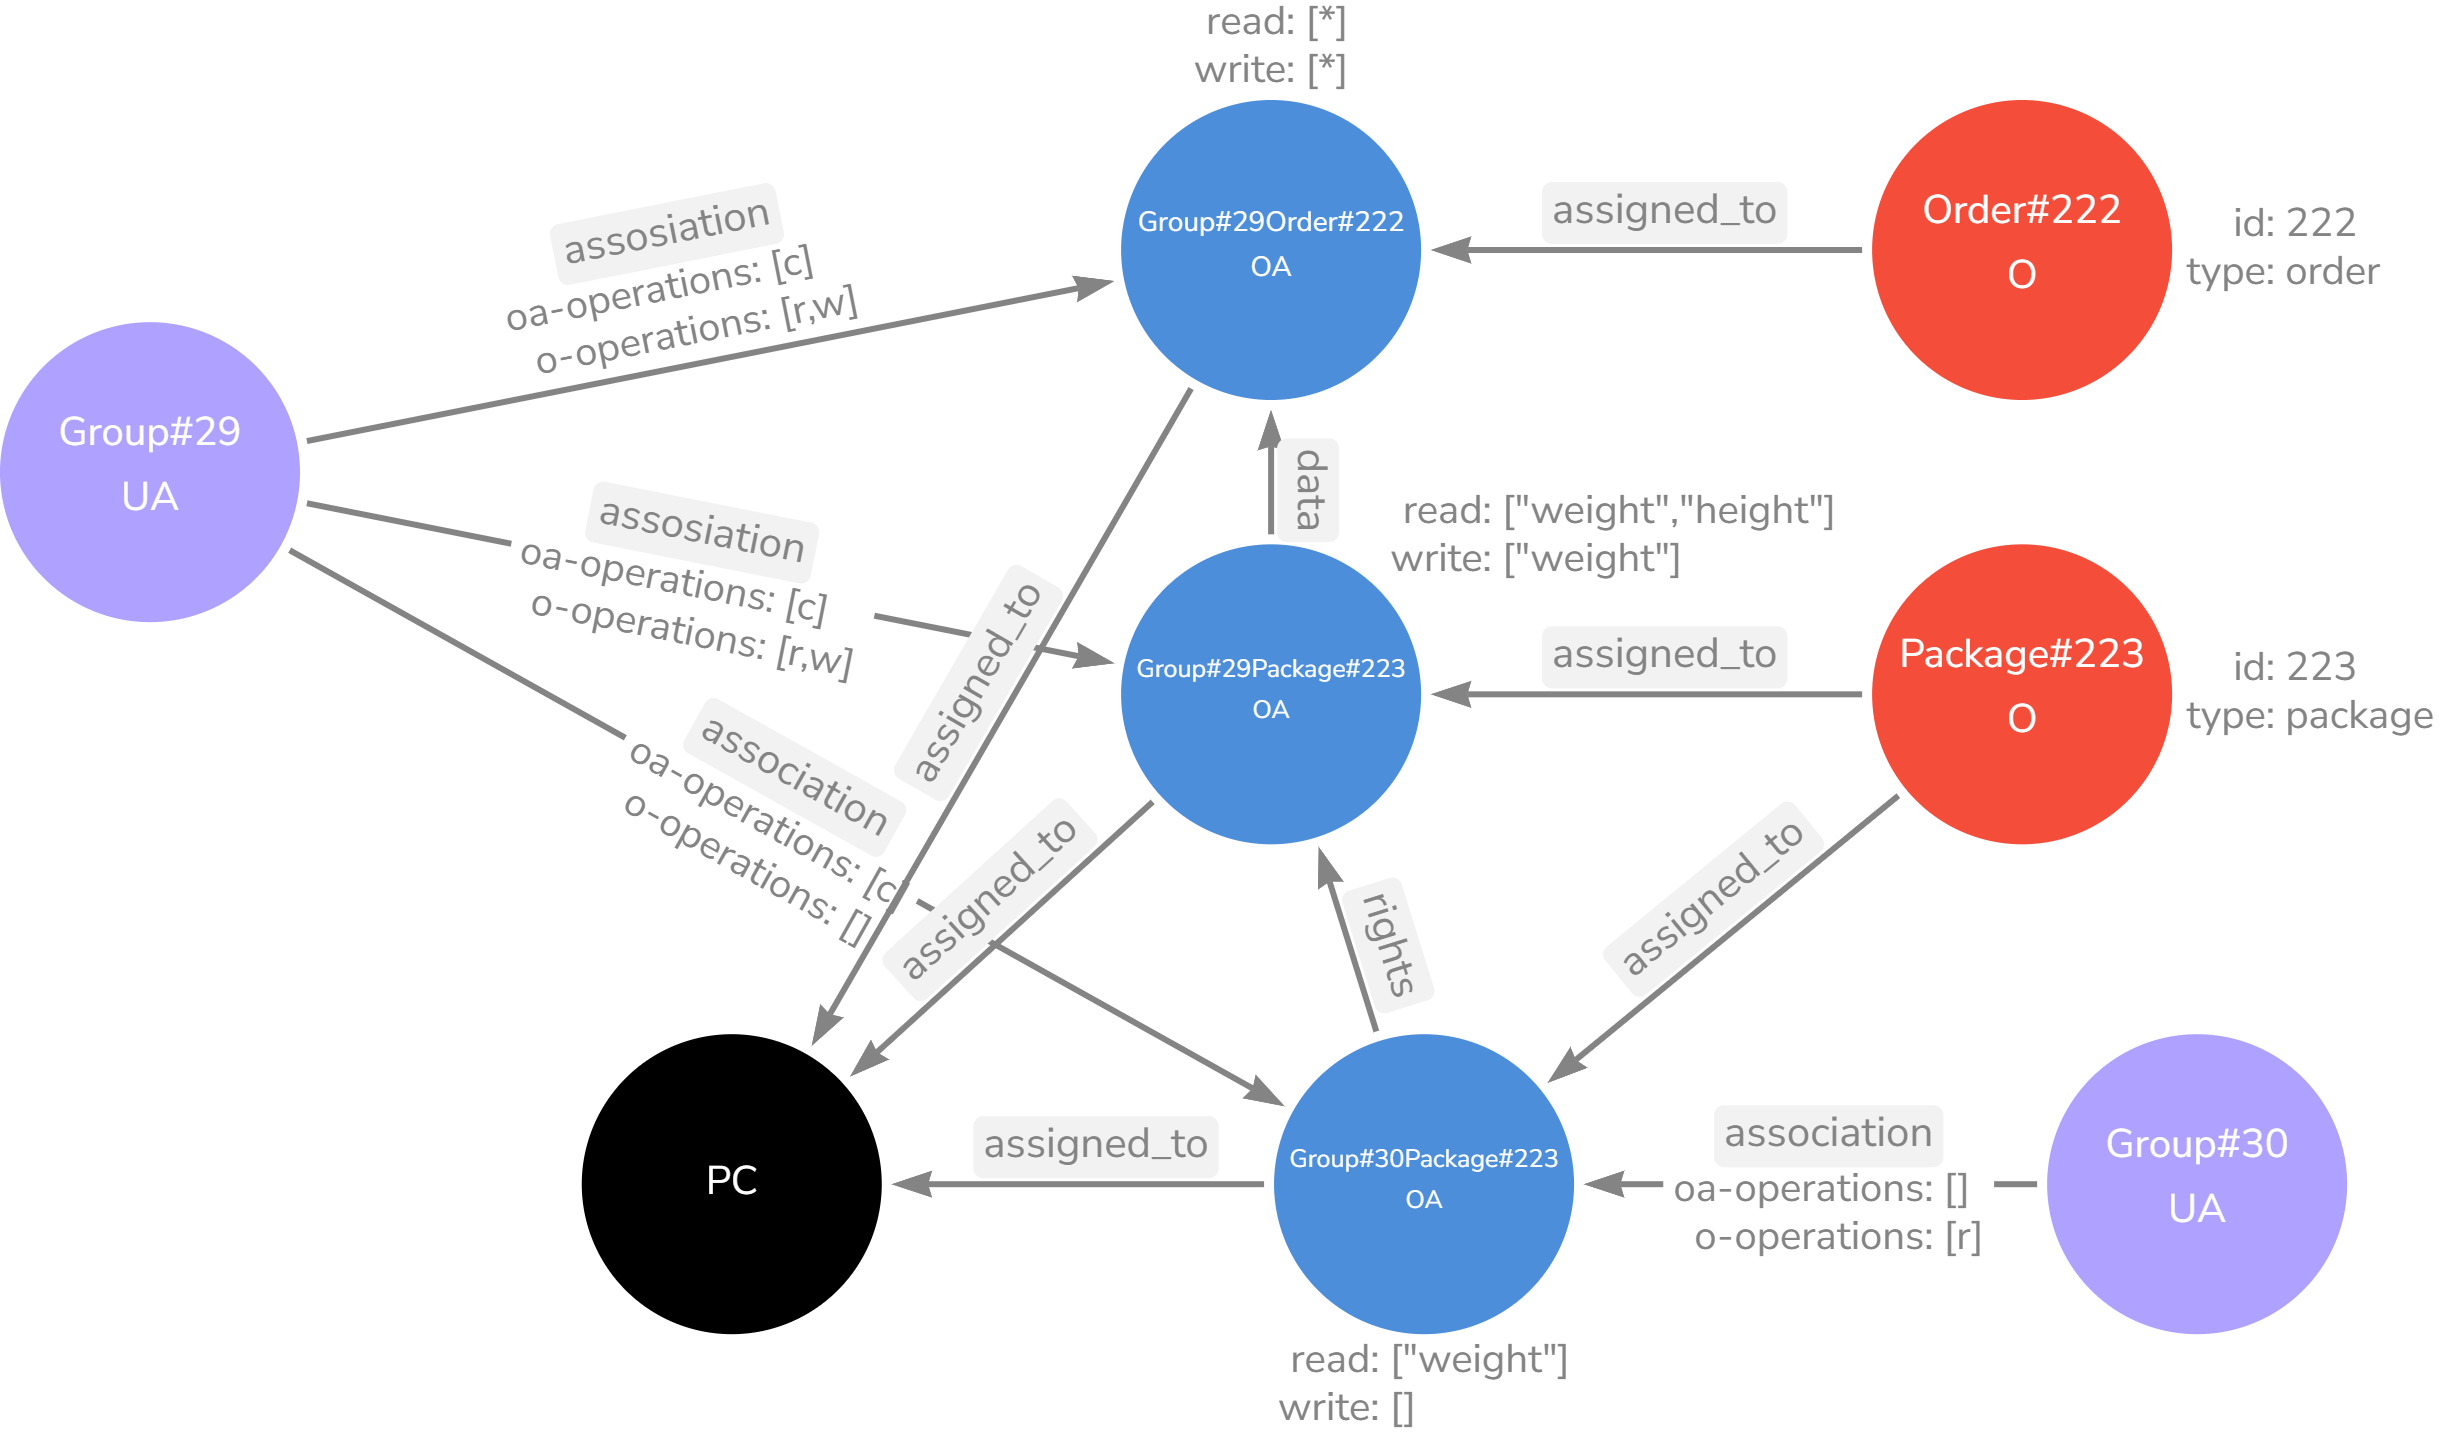 read: [*]
write: [*]
Group#29Order#222
OA
assigned_to
Order#222
O
id: 222
type: order
assosiation
oa-operations: [c]
o-operations: [r,w]
Group#29
UA
data
read: ["weight","height"]
write: ["weight"]
assosiation
oa-operations: [c]
o-operations: [r,w]
assigned_to
Group#29Package#223
OA
assigned_to
Package#223
O
id: 223
type: package
association
oa-operations: [c]
o-operations: []
assigned_to
rights
assigned_to
PC
assigned_to
Group#30Package#223
OA
association
oa-operations: []
o-operations: [r]
Group#30
UA
read: ["weight"]
write: []